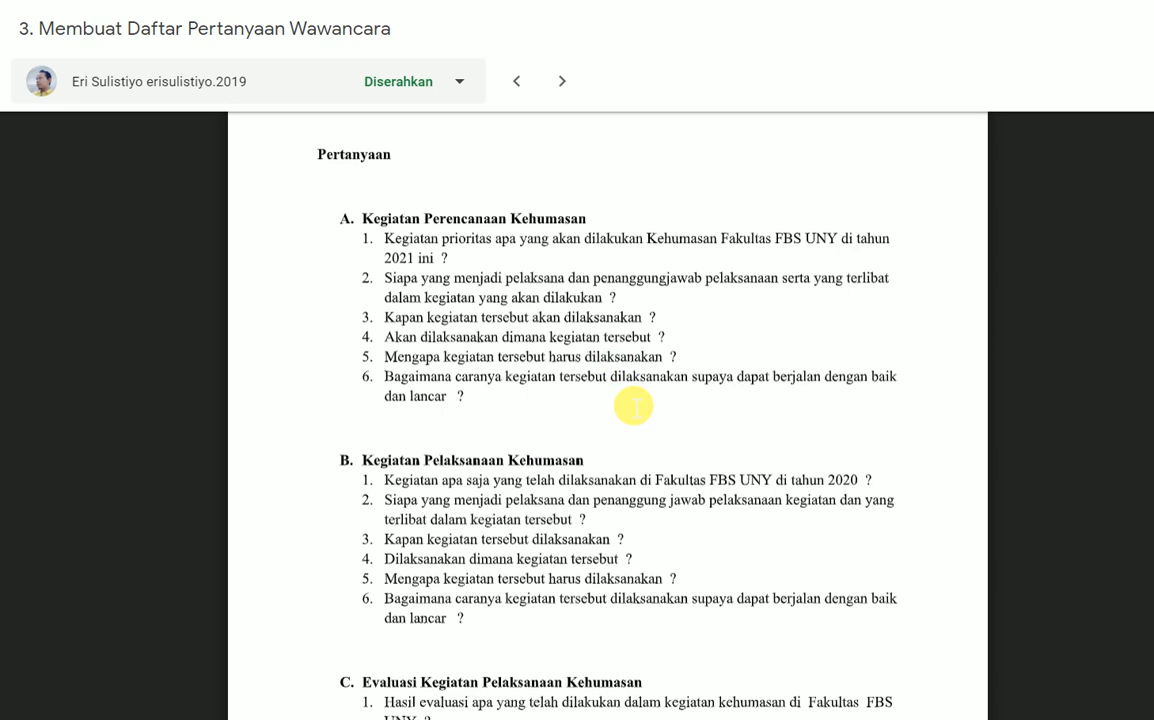 3. Membuat Daftar Pertanyaan Wawancara
Eri Sulistiyo erisulistiyo.2019
Diserahkan
Pertanyaan
A. Kegiatan Perencanaan Kehumasan
1. Kegiatan prioritas apa yang akan dilakukan Kehumasan Fakultas FBS UNY di tahun
2021 ini ?
2. Siapa yang menjadi pelaksana dan penanggungjawab pelaksanaan serta yang terlibat
dalam kegiatan yang akan dilakukan ?
3. Kapan kegiatan tersebut akan dilaksanakan ?
4. Akan dilaksanakan dimana kegiatan tersebut ?
5. Mengapa kegiatan tersebut harus dilaksanakan ?
6. Bagaimana caranya kegiatan tersebut dilaksanakan supaya dapat berjalan dengan baik
dan lancar ?
B. Kegiatan Pelaksanaan Kehumasan
1. Kegiatan apa saja yang telah dilaksanakan di Fakultas FBS UNY di tahun 2020 ?
2. Siapa yang menjadi pelaksana dan penanggung jawab pelaksanaan kegiatan dan yang
terlibat dalam kegiatan tersebut ?
3. Kapan kegiatan tersebut dilaksanakan ?
4. Dilaksanakan dimana kegiatan tersebut ?
5. Mengapa kegiatan tersebut harus dilaksanakan ?
6. Bagaimana caranya kegiatan tersebut dilaksanakan supaya dapat berjalan dengan baik
dan lancar ?
C. Evaluasi Kegiatan Pelaksanaan Kehumasan
1. Hasil evaluasi apa yang telah dilakukan dalam kegiatan kehumasan di Fakultas FBS
UNY ?